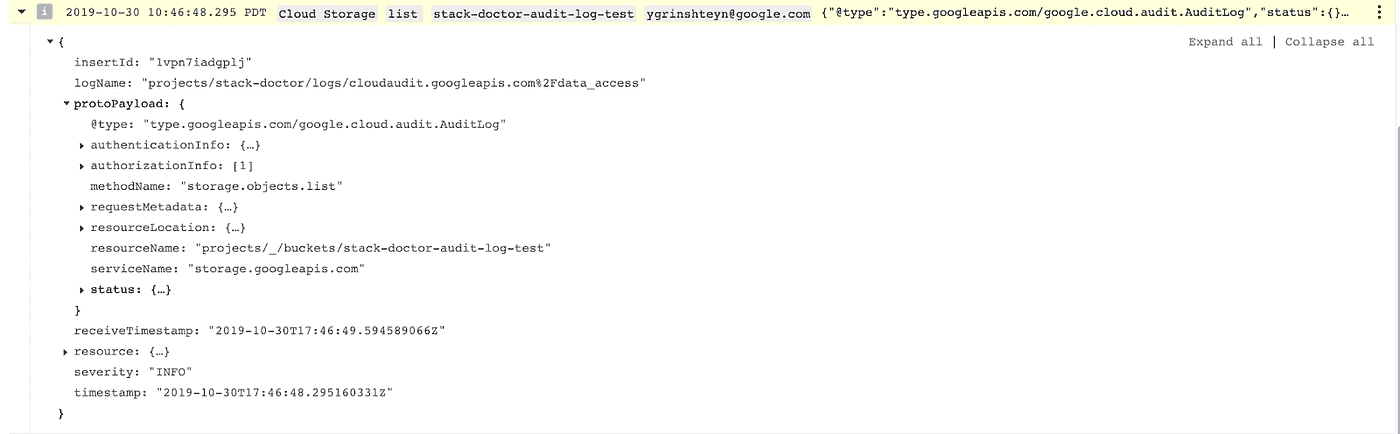 2019-10-30 10:46:48.295 PDT Cloud Storage list stack-doctor-audit-log-test ygrinshteyn@google.com {"@type":"type.googleapis.com/google.cloud.audit.AuditLog","status":{}…
{ Expand all | Collapse all
insertId: "1vpn7iadgplj"
logName: "projects/stack-doctor/logs/cloudaudit.googleapis.com%2Fdata_access"
protoPayload: {
@type: "type.googleapis.com/google.cloud.audit.AuditLog"
authenticationInfo: {…}
authorizationInfo: [1]
methodName: "storage.objects.list"
requestMetadata: {…}
resourceLocation: {…}
resourceName: "projects/_/buckets/stack-doctor-audit-log-test"
serviceName: "storage.googleapis.com"
status: {…}
}
receiveTimestamp: "2019-10-30T17:46:49.594589066Z"
resource: {…}
severity: "INFO"
timestamp: "2019-10-30T17:46:48.295160331Z"
}